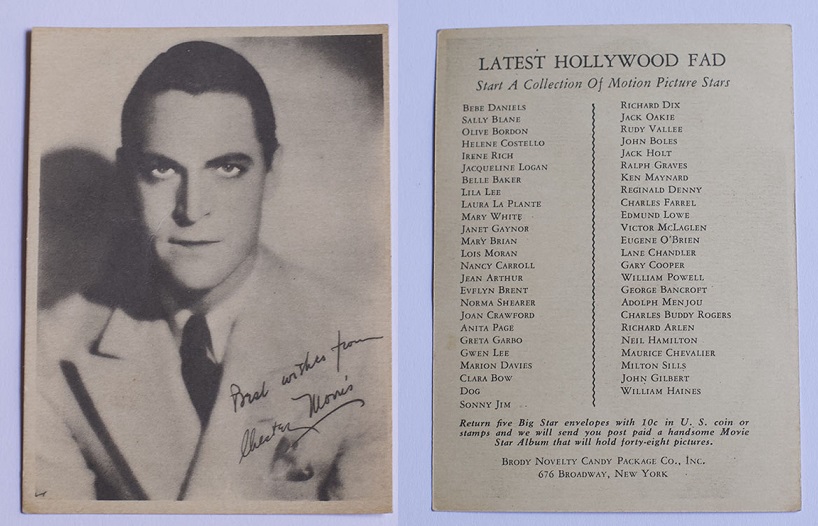 Best wishes from
Chester Morris
LATEST HOLLYWOOD FAD
Start A Collection Of Motion Picture Stars
BEBE DANIELS
SALLY BLANE
OLIVE BORDON
HELENE COSTELLO
IRENE RICH
JACQUELINE LOGAN
BELLE BAKER
LILA LEE
LAURA LA PLANTE
MARY WHITE
JANET GAYNOR
MARY BRIAN
LOIS MORAN
NANCY CARROLL
JEAN ARTHUR
EVELYN BRENT
NORMA SHEARER
JOAN CRAWFORD
ANITA PAGE
GRETA GARBO
GWEN LEE
MARION DAVIES
CLARA BOW
DOG
SONNY JIM
RICHARD DIX
JACK OAKIE
RUDY VALLEE
JOHN BOLES
JACK HOLT
RALPH GRAVES
KEN MAYNARD
REGINALD DENNY
CHARLES FARREL
EDMUND LOWE
VICTOR MCLAGLEN
EUGENE O'BRIEN
LANE CHANDLER
GARY COOPER
WILLIAM POWELL
GEORGE BANCROFT
ADOLPH MENJOU
CHARLES BUDDY ROGERS
RICHARD ARLEN
NEIL HAMILTON
MAURICE CHEVALIER
MILTON SILLS
JOHN GILBERT
WILLIAM HAINES
Return five Big Star envelopes with 10c in U. S. coin or
stamps and we will send you post paid a handsome Movie
Star Album that will hold forty-eight pictures.
BRODY NOVELTY CANDY PACKAGE CO., INC.
676 BROADWAY, NEW YORK